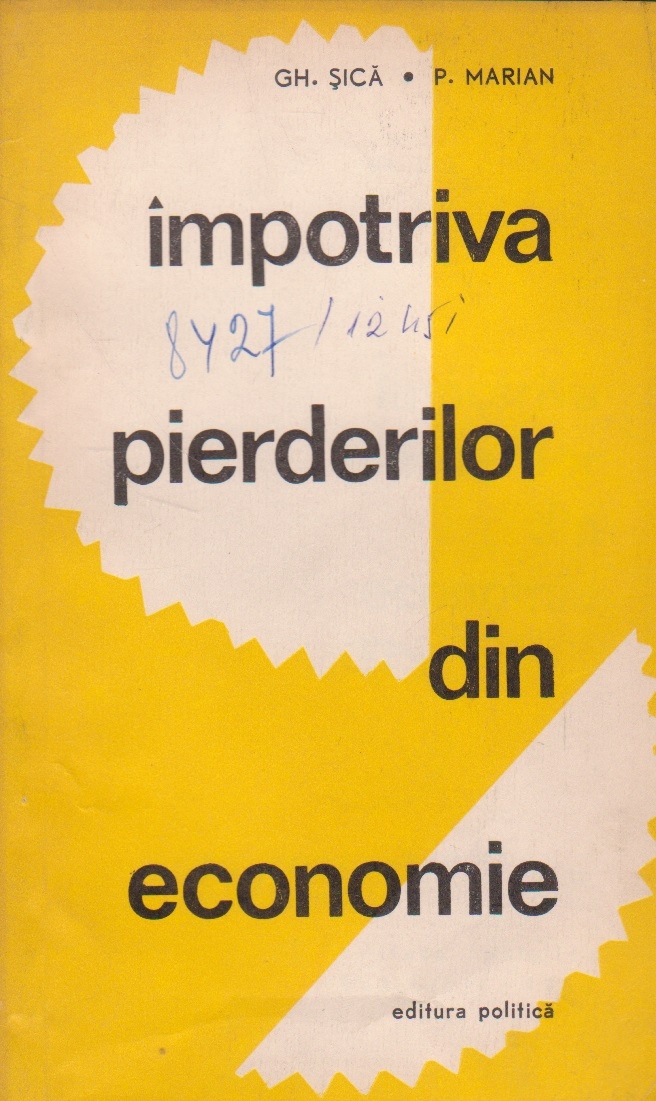 GH. ŞICĂ • P. MARIAN
împotriva
8427/12451
pierderilor
din
economie
editura politică